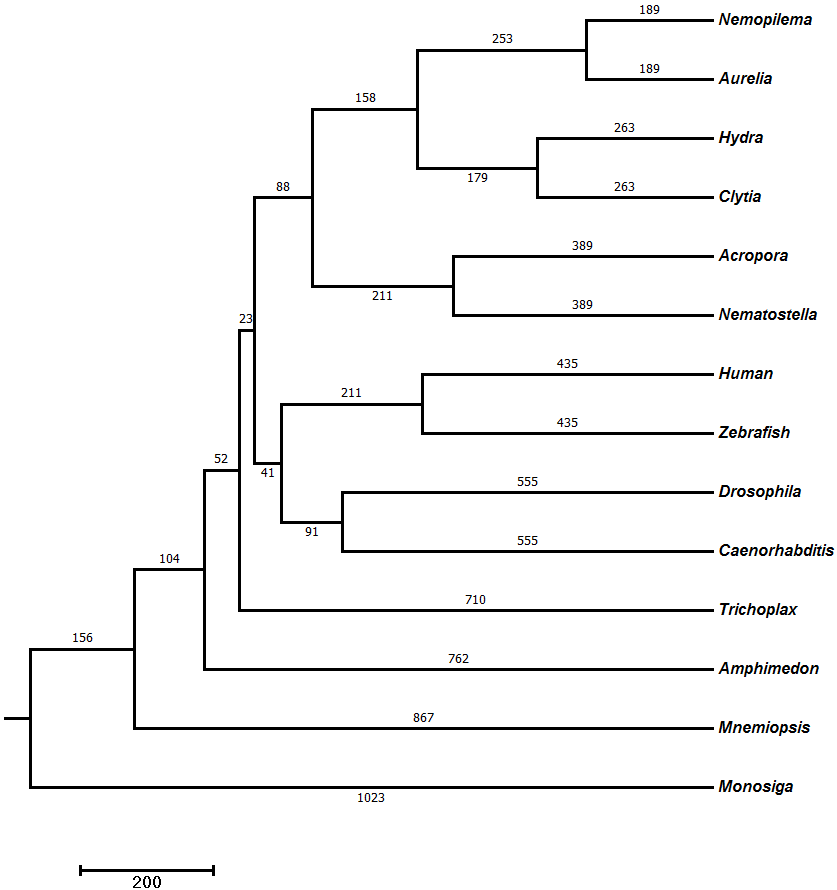 189
Nemopilema
253
189
Aurelia
158
263
Hydra
179
88
263
Clytia
389
Acropora
211
389
Nematostella
23
435
Human
211
435
Zebrafish
52
41
555
Drosophila
91
555
Caenorhabditis
104
710
Trichoplax
156
762
Amphimedon
867
Mnemiopsis
Monosiga
1023
200